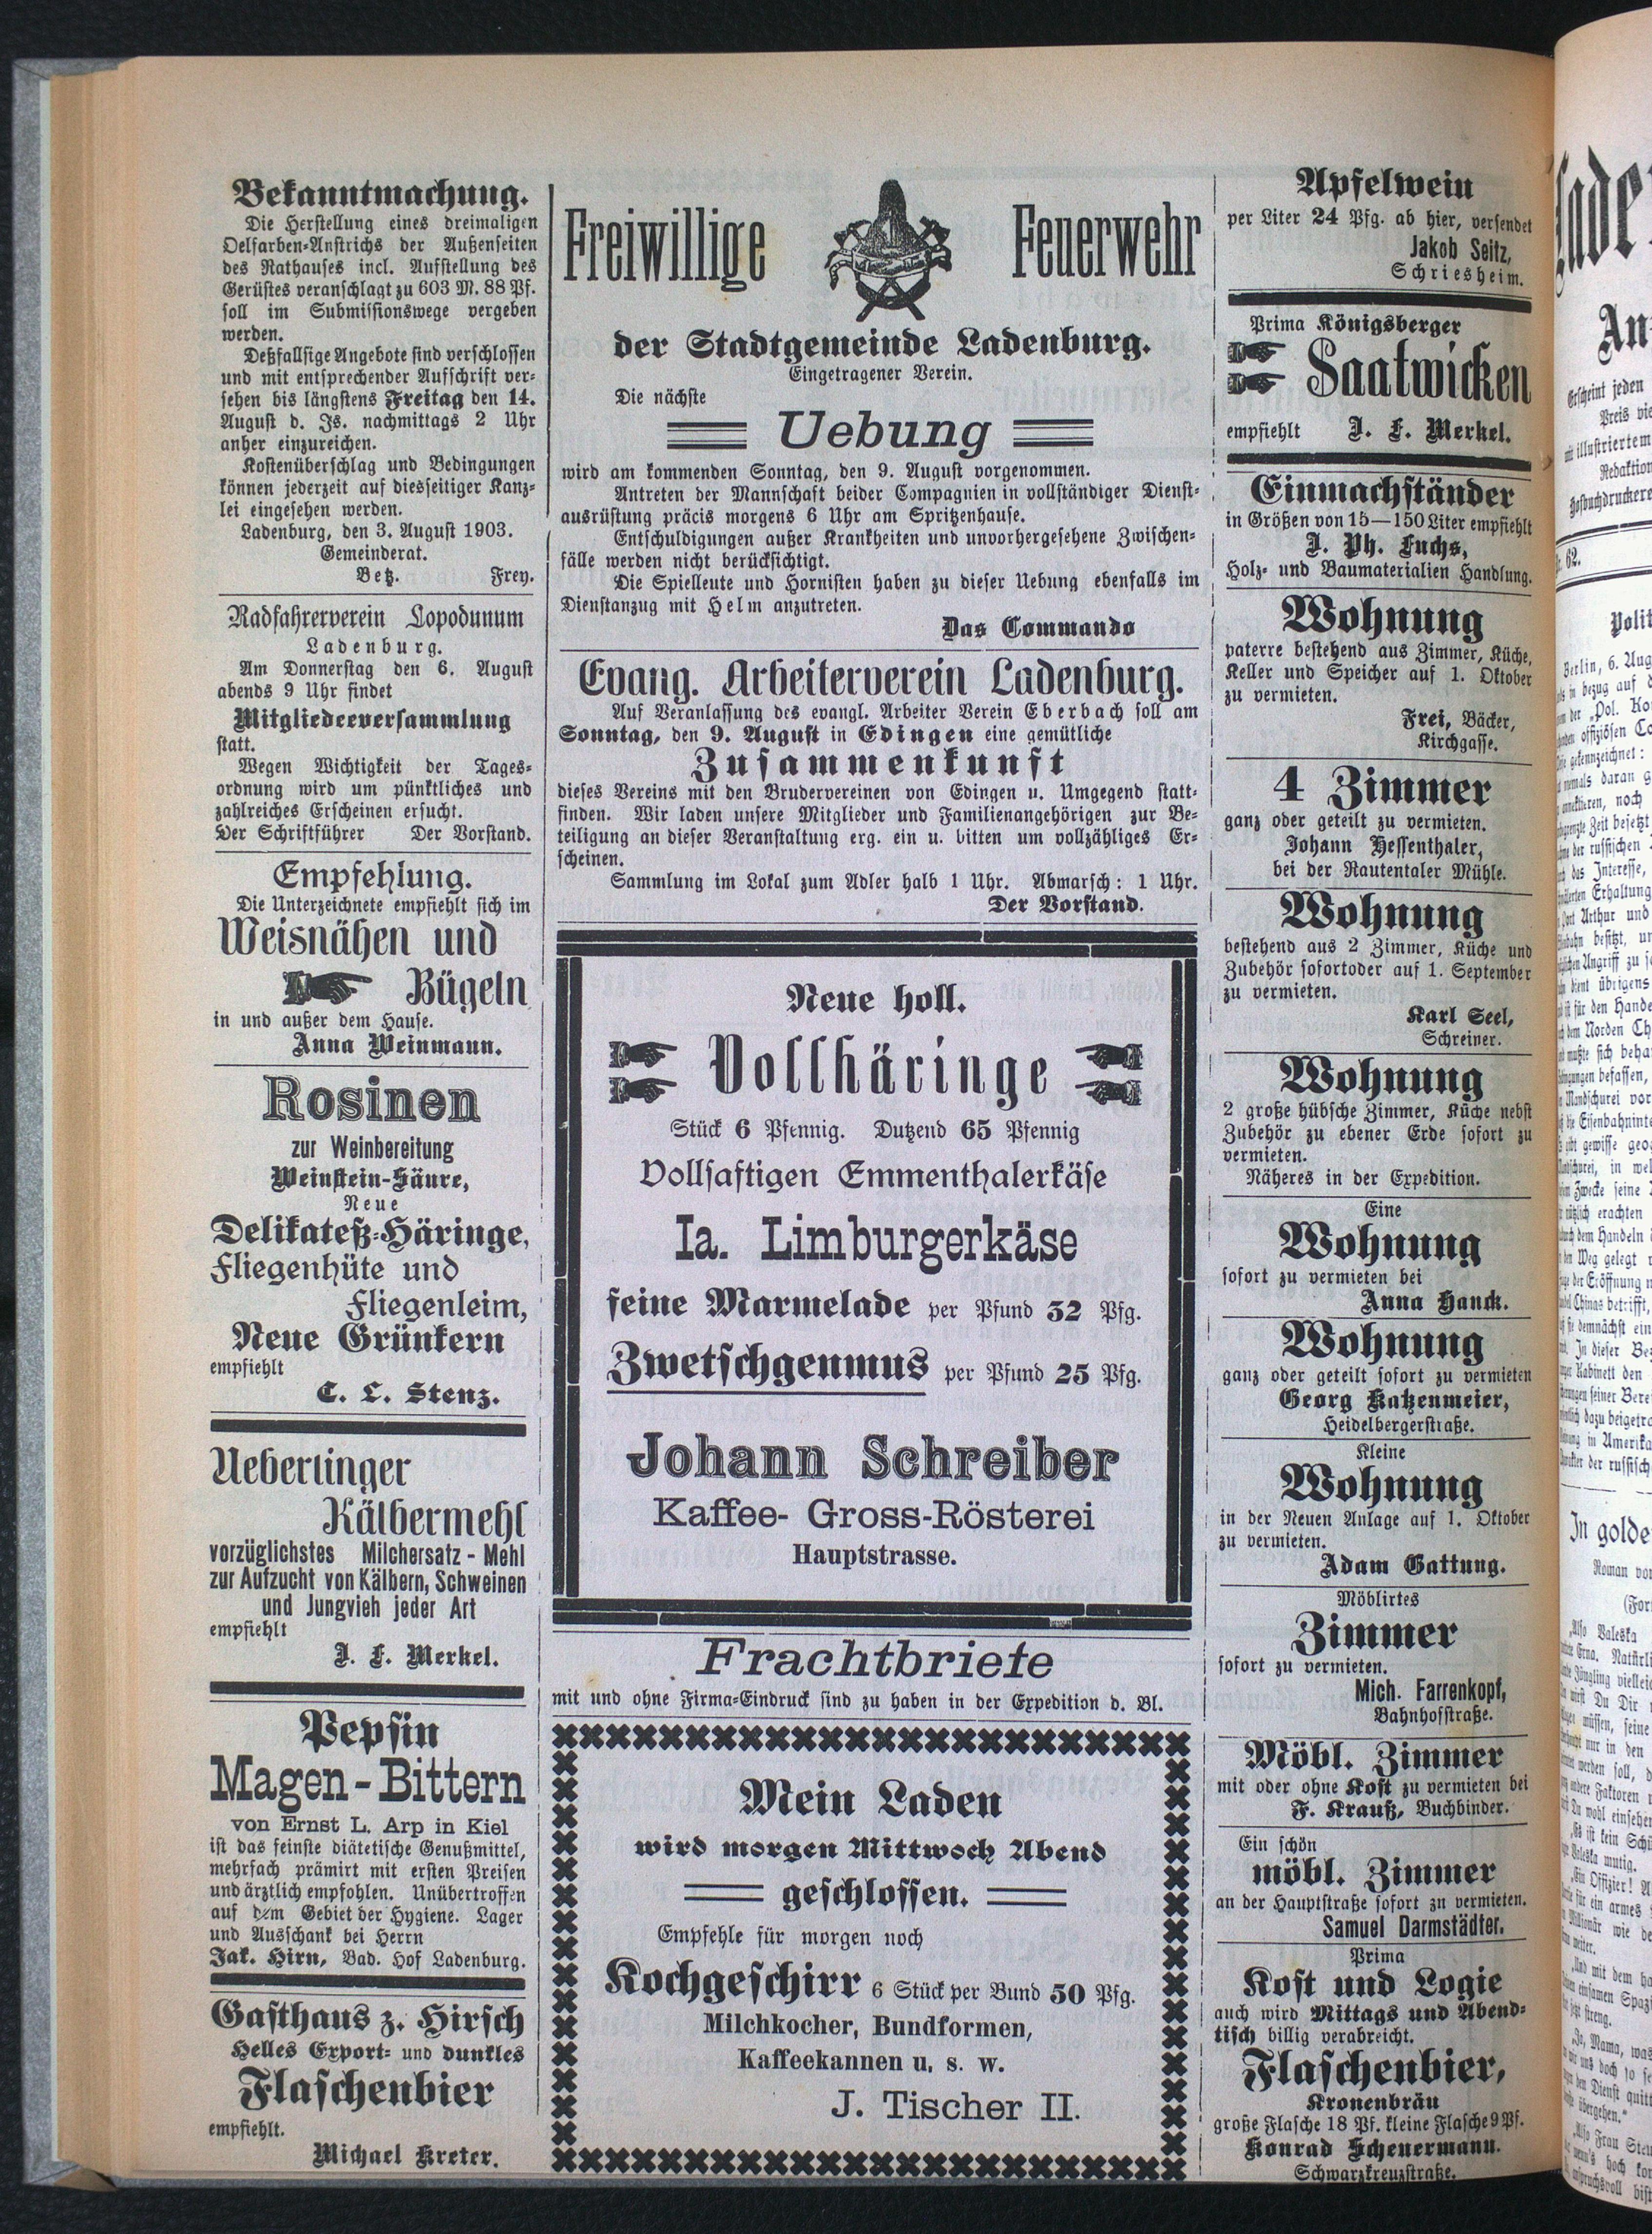 Bekanntmachung.
Die Herstellung eines dreimaligen
Oelfarben-Anstrichs der Außenseiten
des Rathauses incl. Aufstellung des
Gerüstes veranschlagt zu 603 M. 88 Pf.
soll im Submissionswege vergeben
werden.
Deßfallsige Angebote sind verschlossen
und mit entsprechender Aufschrift ver-
sehen bis längstens Freitag den 14.
August d. Js. nachmittags 2 Uhr
anher einzureichen.
Kostenüberschlag und Bedingungen
können jederzeit auf diesseitiger Kanz-
lei eingesehen werden.
Ladenburg, den 3. August 1903.
Gemeinderat.
Betz. Frey.
Radfahrerverein Lopodunum
Ladenburg.
Am Donnerstag den 6. August
abends 9 Uhr findet
Mitgliederversammlung
statt.
Wegen Wichtigkeit der Tages-
ordnung wird um pünktliches und
zahlreiches Erscheinen ersucht.
Der Schriftführer Der Vorstand.
Empfehlung.
Die Unterzeichnete empfiehlt sich im
Weisnähen und
Bügeln
in und außer dem Hause.
Anna Weinmann.
Rosinen
zur Weinbereitung
Weinstein-Säure,
Neue
Delikateß-Häringe,
Fliegenhüte und
Fliegenleim,
Neue Grünkern
empfiehlt
C. L. Stenz.
Ueberlinger
Kälbermehl
vorzüglichstes Milchersatz-Mehl
zur Aufzucht von Kälbern, Schweinen
und Jungvieh jeder Art
empfiehlt
J. F. Merkel.
Pepsin
Magen-Bittern
von Ernst L. Arp in Kiel
ist das feinste diätetische Genußmittel,
mehrfach prämirt mit ersten Preisen
und ärztlich empfohlen. Unübertroffen
auf dem Gebiet der Hygiene. Lager
und Ausschank bei Herrn
Jak. Hirn, Bad. Hof Ladenburg.
Gasthaus z. Hirsch
Helles Export- und dunkles
Flaschenbier
empfiehlt.
Michael Kreter.
Freiwillige Feuerwehr
der Stadtgemeinde Ladenburg.
Eingetragener Verein.
Die nächste
Uebung
wird am kommenden Sonntag, den 9. August vorgenommen.
Antreten der Mannschaft beider Compagnien in vollständiger Dienst-
ausrüstung präcis morgens 6 Uhr am Spritzenhause.
Entschuldigungen außer Krankheiten und unvorhergesehene Zwischen-
fälle werden nicht berücksichtigt.
Die Spielleute und Hornisten haben zu dieser Uebung ebenfalls im
Dienstanzug mit Helm anzutreten.
Das Commando
Evang. Arbeiterverein Ladenburg.
Auf Veranlassung des evangl. Arbeiter Verein Eberbach soll am
Sonntag, den 9. August in Edingen eine gemütliche
Zusammenkunft
dieses Vereins mit den Brudervereinen von Edingen u. Umgegend statt-
finden. Wir laden unsere Mitglieder und Familienangehörigen zur Be-
teiligung an dieser Veranstaltung erg. ein u. bitten um vollzähliges Er-
scheinen.
Sammlung im Lokal zum Adler halb 1 Uhr. Abmarsch: 1 Uhr.
Der Vorstand.
Neue holl.
Vollhäringe
Stück 6 Pfennig. Dutzend 65 Pfennig
Vollsaftigen Emmenthalerkäse
Ia. Limburgerkäse
feine Marmelade per Pfund 32 Pfg.
Zwetschgenmus per Pfund 25 Pfg.
Johann Schreiber
Kaffee- Gross-Rösterei
Hauptstrasse.
Frachtbriefe
mit und ohne Firma-Eindruck sind zu haben in der Expedition d. Bl.
Mein Laden
wird morgen Mittwoch Abend
geschlossen.
Empfehle für morgen noch
Kochgeschirr 6 Stück per Bund 50 Pfg.
Milchkocher, Bundformen,
Kaffeekannen u. s. w.
J. Tischer II.
Apfelwein
per Liter 24 Pfg. ab hier, versendet
Jakob Seitz,
Schriesheim.
Prima Königsberger
Saatwicken
empfiehlt J. F. Merkel.
Einmachständer
in Größen von 15—150 Liter empfiehlt
J. Ph. Fuchs,
Holz- und Baumaterialien Handlung.
Wohnung
paterre bestehend aus Zimmer, Küche,
Keller und Speicher auf 1. Oktober
zu vermieten.
Frei, Bäcker,
Kirchgasse.
4 Zimmer
ganz oder geteilt zu vermieten.
Johann Hessenthaler,
bei der Rautentaler Mühle.
Wohnung
bestehend aus 2 Zimmer, Küche und
Zubehör sofortoder auf 1. September
zu vermieten.
Karl Seel,
Schreiner.
Wohnung
2 große hübsche Zimmer, Küche nebst
Zubehör zu ebener Erde sofort zu
vermieten.
Näheres in der Expedition.
Eine
Wohnung
sofort zu vermieten bei
Anna Hauck.
Wohnung
ganz oder geteilt sofort zu vermieten
Georg Katzenmeier,
Heidelbergerstraße.
Kleine
Wohnung
in der Neuen Anlage auf 1. Oktober
zu vermieten.
Adam Gattung.
Möblirtes
Zimmer
sofort zu vermieten.
Mich. Farrenkopf,
Bahnhofstraße.
Möbl. Zimmer
mit oder ohne Kost zu vermieten bei
F. Krauß, Buchbinder.
Ein schön
möbl. Zimmer
an der Hauptstraße sofort zu vermieten.
Samuel Darmstädter.
Prima
Kost und Logie
auch wird Mittags und Abend-
tisch billig verabreicht.
Flaschenbier,
Kronenbräu
große Flasche 18 Pf. kleine Flasche 9 Pf.
Konrad Scheuermann.
Schwarzkreuzstraße.
Erscheint jeden
Redaktion
62.
Berlin, 6. Aug
In golde
Roman vo